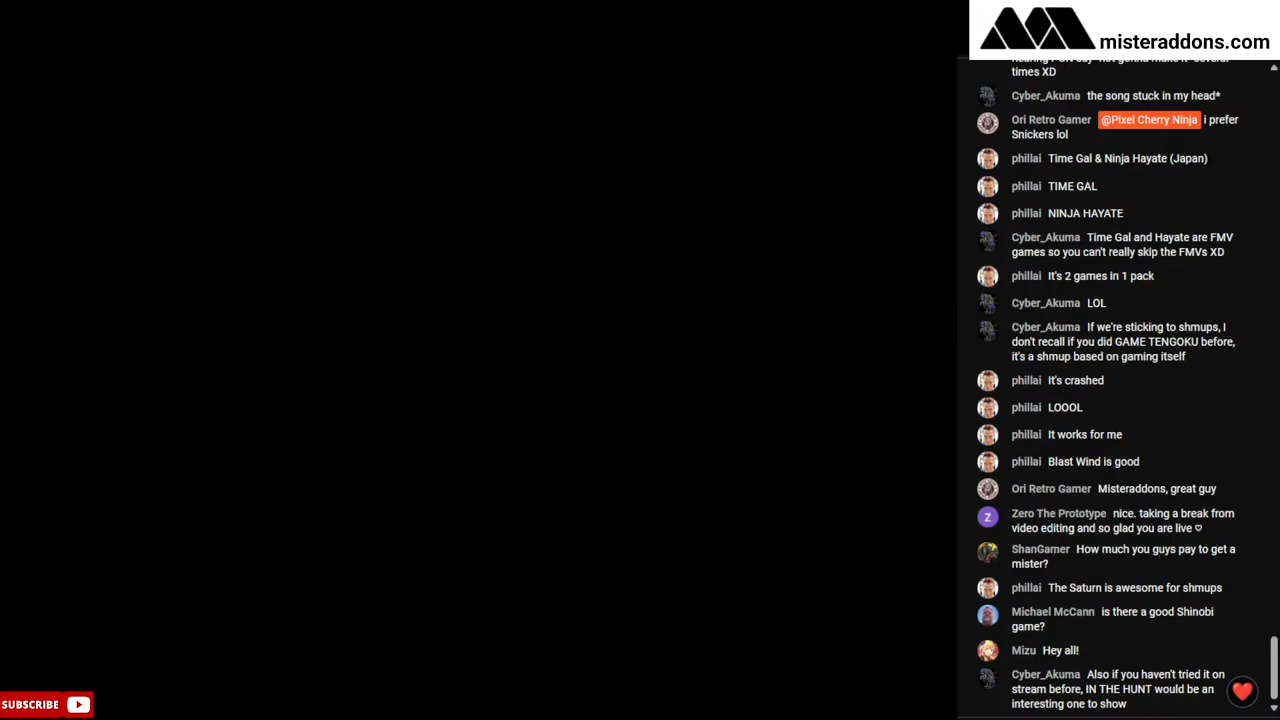 misteraddons.com
times XD
Cyber_Akuma the song stuck in my head*
Ori Retro Gamer @Pixel Cherry Ninja i prefer
Snickers lol
phillai Time Gal & Ninja Hayate (Japan)
phillai TIME GAL
phillai NINJA HAYATE
Cyber_Akuma Time Gal and Hayate are FMV
games so you can't really skip the FMVs XD
phillai It's 2 games in 1 pack
Cyber_Akuma LOL
Cyber_Akuma If we're sticking to shmups, I
don't recall if you did GAME TENGOKU before,
it's a shmup based on gaming itself
phillai It's crashed
phillai LOOOL
phillai It works for me
phillai Blast Wind is good
Ori Retro Gamer Misteraddons, great guy
Z Zero The Prototype nice. taking a break from
video editing and so glad you are live ♡
ShanGamer How much you guys pay to get a
mister?
phillai The Saturn is awesome for shmups
Michael McCann is there a good Shinobi
game?
Mizu Hey all!
Cyber_Akuma Also if you haven't tried it on
stream before, IN THE HUNT would be an
interesting one to show
SUBSCRIBE